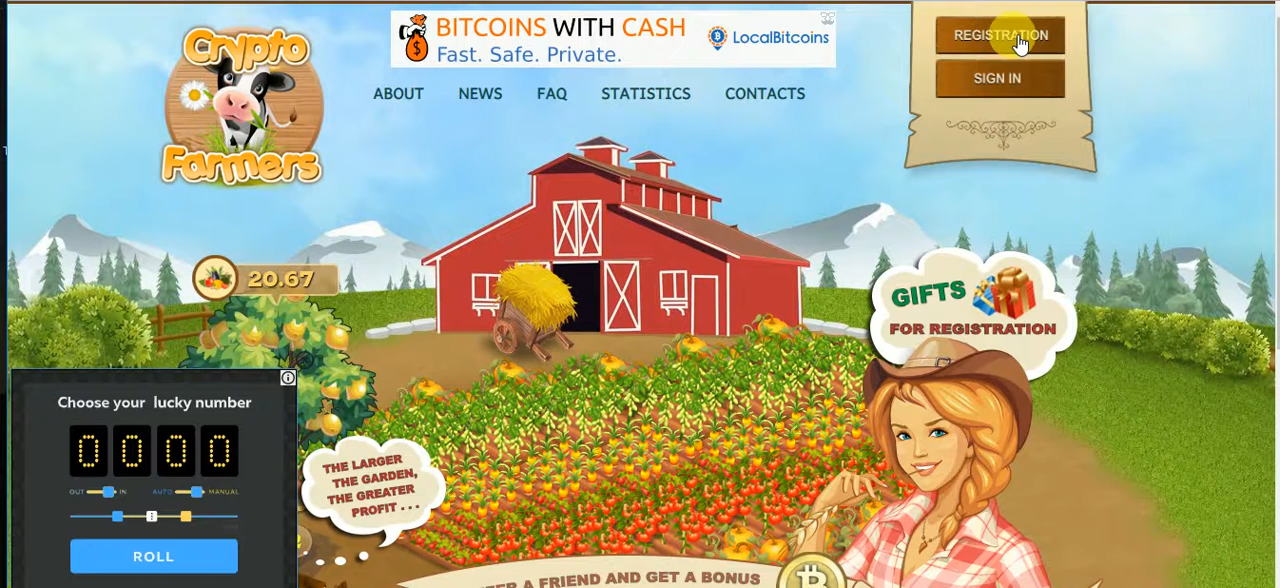 Crypto
Farmers
BITCOINS WITH CASH
Fast. Safe. Private.
LocalBitcoins
REGISTRATION
SIGN IN
ABOUT
NEWS
FAQ
STATISTICS
CONTACTS
20.67
GIFTS
FOR REGISTRATION
Choose your lucky number
0000
OUT IN
AUTO MANUAL
ROLL
THE LARGER
THE GARDEN,
THE GREATER
PROFIT . . .
A FRIEND AND GET A BONUS